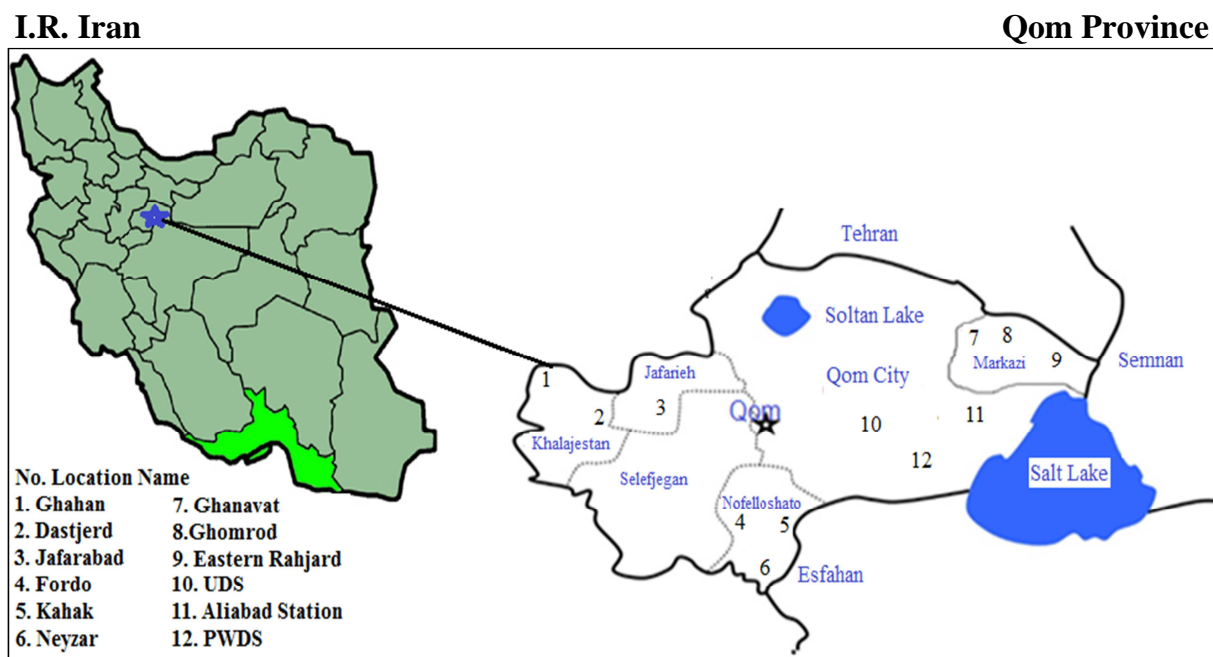 I.R. Iran
Qom Province
Tehran
Soltan Lake
7
8
9
Markazi
Semnan
1
Jafarieh
Qom City
2
3
Qom
10
11
Khalajestan
12
Selefjegan
Salt Lake
Nofelloshato
4
5
6
Esfahan
No. Location Name
1. Ghahan
2. Dastjerd
3. Jafarabad
4. Fordo
5. Kahak
6. Neyzar
7. Ghanavat
8.Ghomrod
9. Eastern Rahjard
10. UDS
11. Aliabad Station
12. PWDS